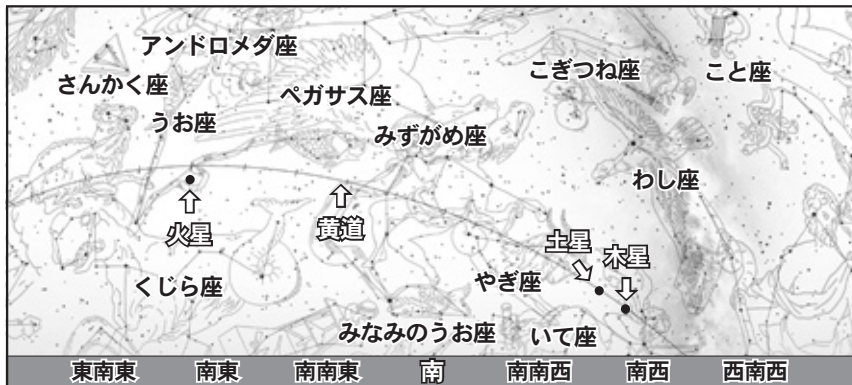 アンドロメダ座
こぎつね座
こと座
さんかく座
ペガサス座
うお座
みずがめ座
わし座
火星
黄道
土星
木星
くじら座
やぎ座
みなみのうお座
いて座
東南東 南東 南南東 南 南南西 南西 西南西